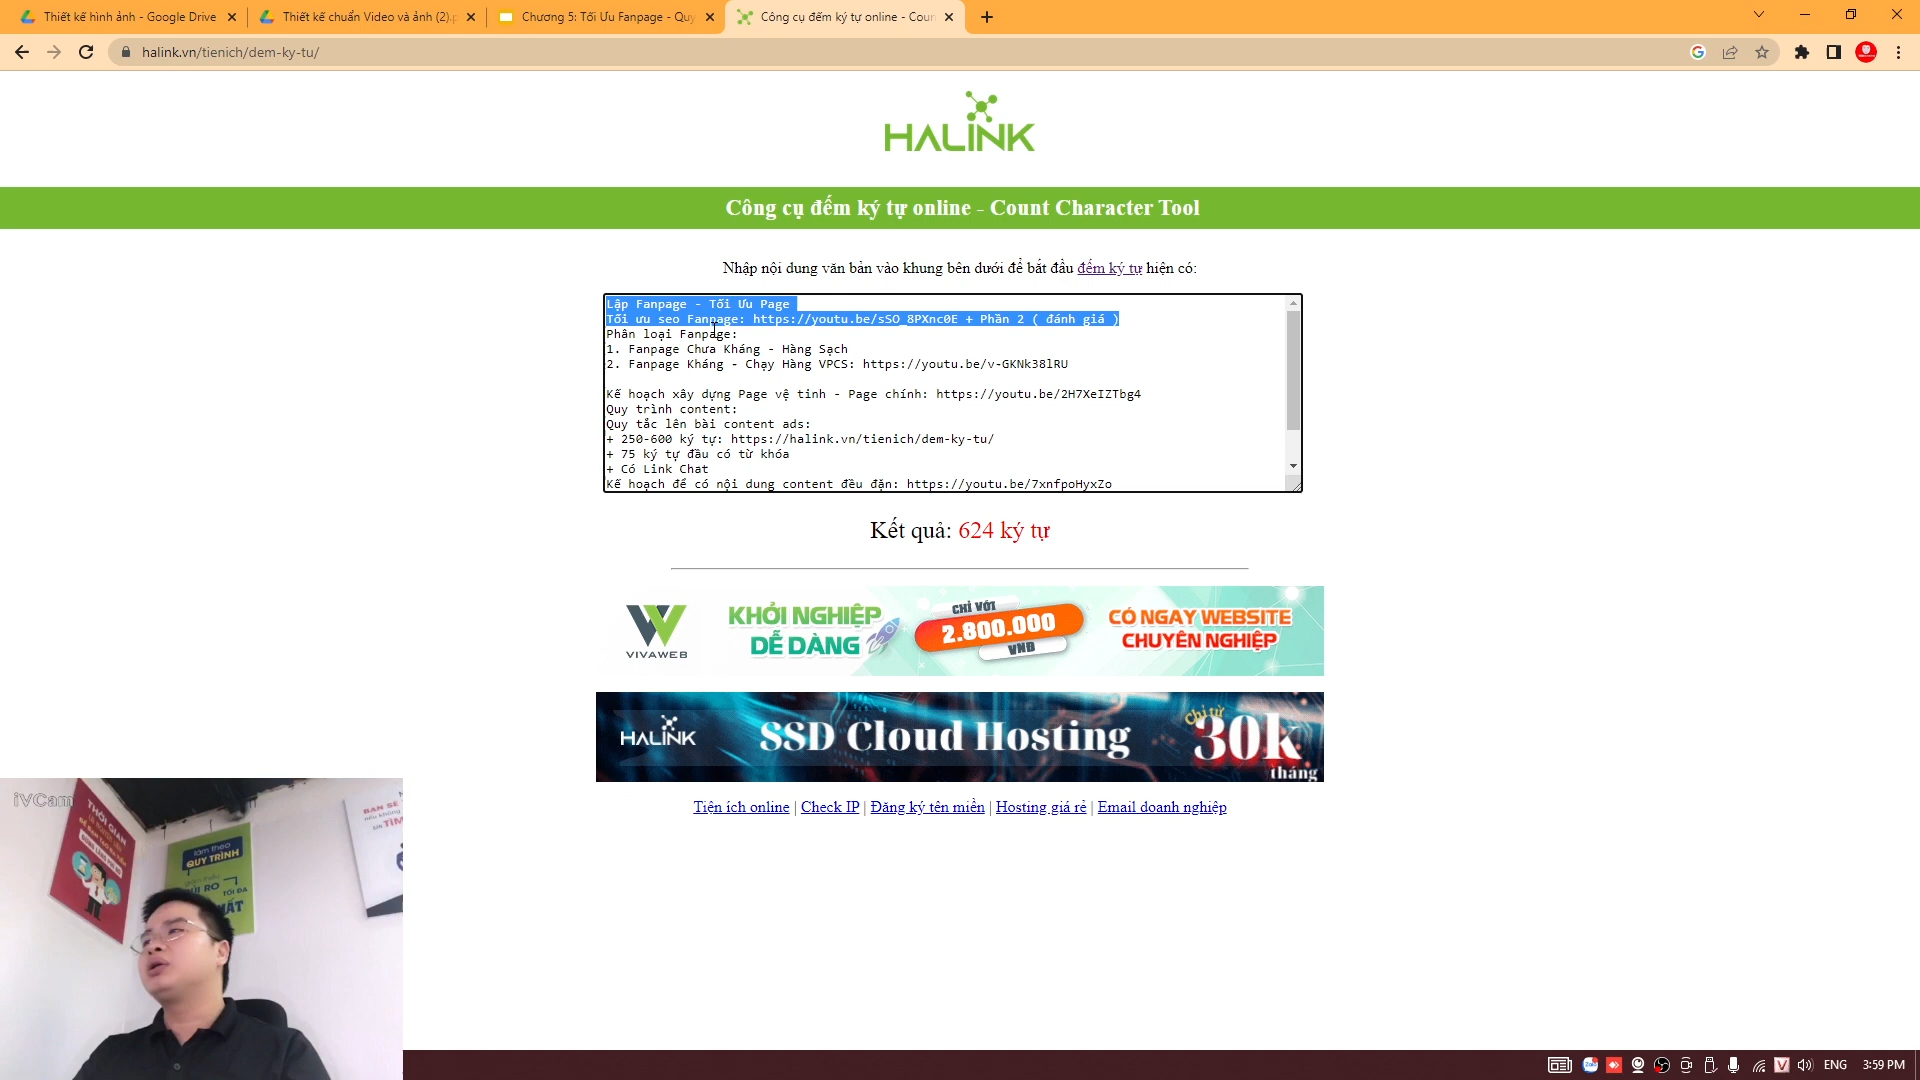 Thiết kế hình ảnh - Google Drive
Thiết kế chuẩn Video và ảnh (2).p
Chương 5: Tối Ưu Fanpage - Quy
Công cụ đếm ký tự online - Coun
halink.vn/tienich/dem-ky-tu/
HALINK
Công cụ đếm ký tự online - Count Character Tool
Nhập nội dung văn bản vào khung bên dưới để bắt đầu đếm ký tự hiện có:
Lập Fanpage - Tối Ưu Page
Tối ưu seo Fanpage: https://youtu.be/sSO_8PXnc0E + Phần 2 ( đánh giá )
Phân loại Fanpage:
1. Fanpage Chưa Kháng - Hàng Sạch
2. Fanpage Kháng - Chạy Hàng VPCS: https://youtu.be/v-GKNk38lRU
Kế hoạch xây dựng Page vệ tinh - Page chính: https://youtu.be/2H7XeIZTbg4
Quy trình content:
Quy tắc lên bài content ads:
+ 250-600 ký tự: https://halink.vn/tienich/dem-ky-tu/
+ 75 ký tự đầu có từ khóa
+ Có Link Chat
Kế hoạch để có nội dung content đều đặn: https://youtu.be/7xnfpoHyxZo
Kết quả: 624 ký tự
VIVAWEB
KHỞI NGHIỆP
DỄ DÀNG
CHỈ VỚI
2.800.000
VNĐ
CÓ NGAY WEBSITE
CHUYÊN NGHIỆP
HALINK
SSD Cloud Hosting
Chỉ từ
30k
tháng
Tiện ích online | Check IP | Đăng ký tên miền | Hosting giá rẻ | Email doanh nghiệp
iVCam
THỜI GIAN
làm theo
QUY TRÌNH
BẠN SẼ
ENG
3:59 PM